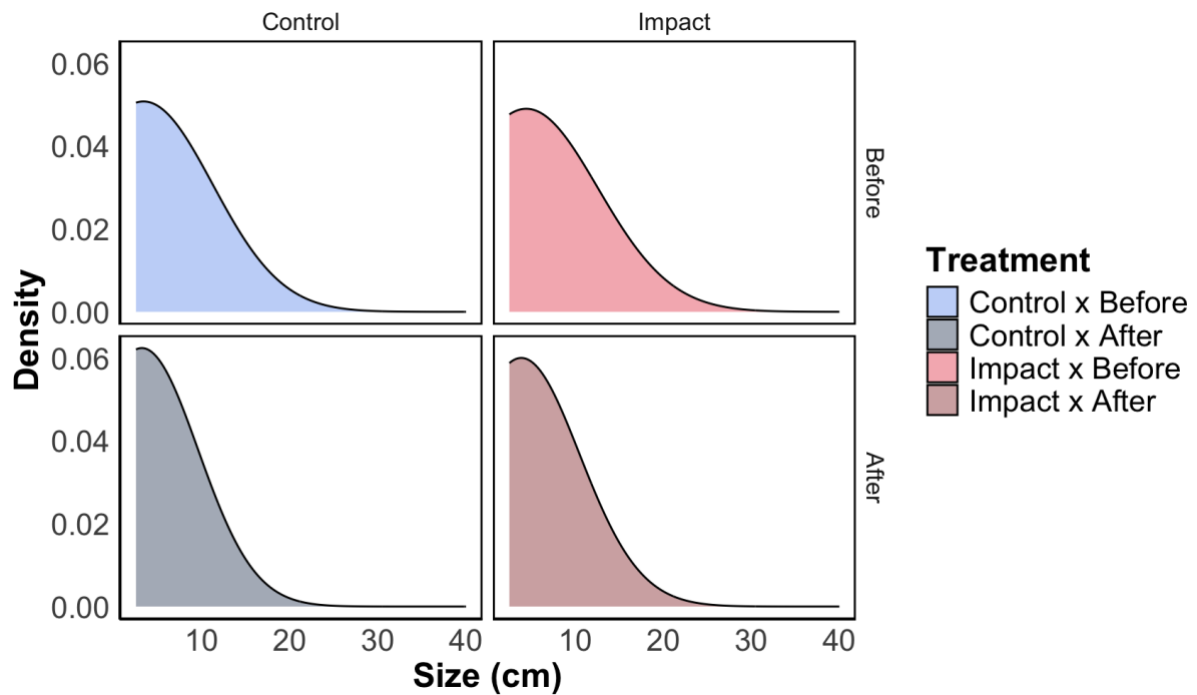 Control
Impact
0.06
0.04
0.02
0.00
Before
0.06
0.04
0.02
0.00
After
Density
10 20 30 40
10 20 30 40
Size (cm)
Treatment
Control x Before
Control x After
Impact x Before
Impact x After